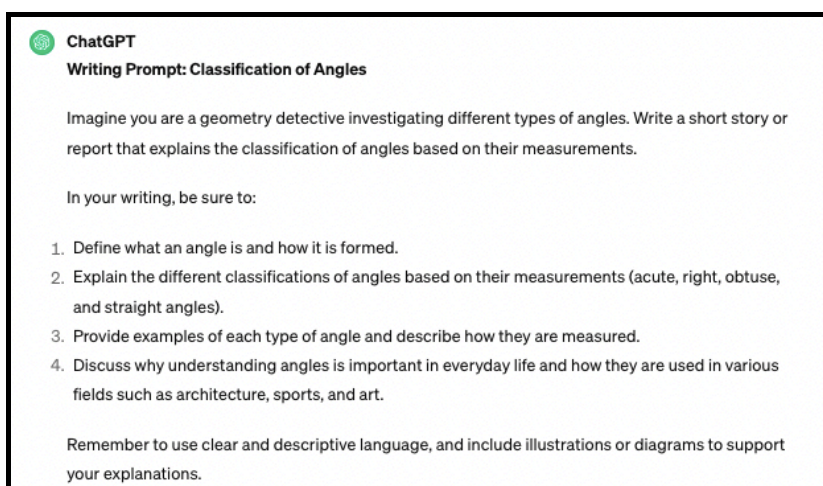 ChatGPT
Writing Prompt: Classification of Angles
Imagine you are a geometry detective investigating different types of angles. Write a short story or
report that explains the classification of angles based on their measurements.
In your writing, be sure to:
1. Define what an angle is and how it is formed.
2. Explain the different classifications of angles based on their measurements (acute, right, obtuse,
and straight angles).
3. Provide examples of each type of angle and describe how they are measured.
4. Discuss why understanding angles is important in everyday life and how they are used in various
fields such as architecture, sports, and art.
Remember to use clear and descriptive language, and include illustrations or diagrams to support
your explanations.